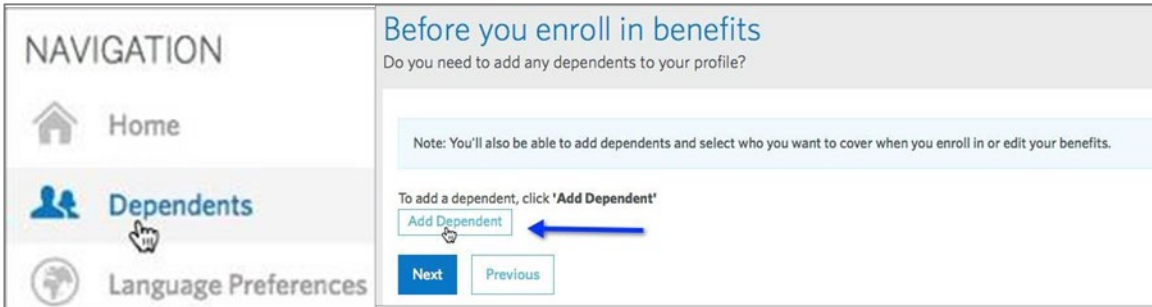 NAVIGATION
Home
Dependents
Language Preferences
Before you enroll in benefits
Do you need to add any dependents to your profile?
Note: You'll also be able to add dependents and select who you want to cover when you enroll in or edit your benefits.
To add a dependent, click 'Add Dependent'
Add Dependent
Next Previous